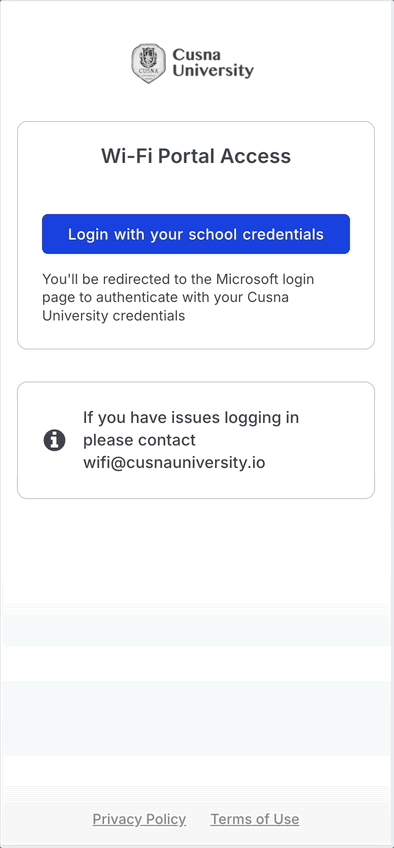 CUSNA
Cusna
University
Wi-Fi Portal Access
Login with your school credentials
You'll be redirected to the Microsoft login
page to authenticate with your Cusna
University credentials
If you have issues logging in
please contact
wifi@cusnauniversity.io
Privacy Policy
Terms of Use